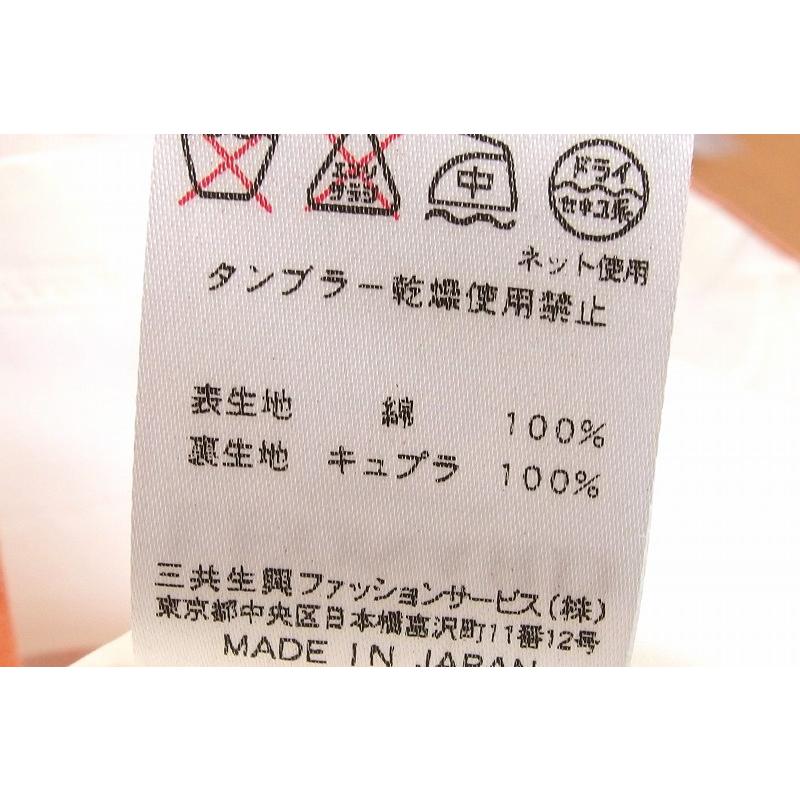 エンソ
サラシ
中
ドライ
セキユ系
ネット使用
タンブラー乾燥使用禁止
表生地 綿 100%
裏生地 キュプラ 100%
三共生興ファッションサービス(株)
東京都中央区日本橋富沢町11番12号
MADE IN JAPAN